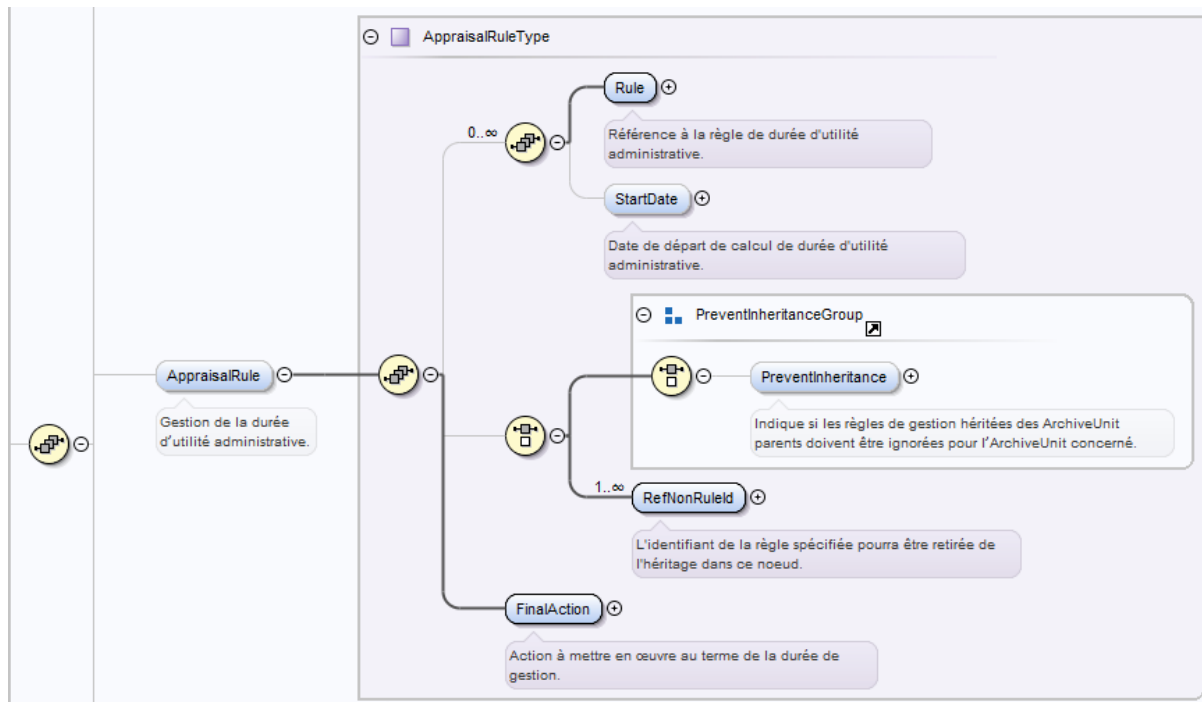 AppraisalRuleType
Rule
0..∞
Référence à la règle de durée d'utilité
administrative.
StartDate
Date de départ de calcul de durée d'utilité
administrative.
PreventInheritanceGroup
AppraisalRule
Gestion de la durée
d’utilité administrative.
PreventInheritance
Indique si les règles de gestion héritées des ArchiveUnit
parents doivent être ignorées pour l’ArchiveUnit concerné.
1..∞
RefNonRuleId
L'identifiant de la règle spécifiée pourra être retirée de
l'héritage dans ce noeud.
FinalAction
Action à mettre en œuvre au terme de la durée de
gestion.